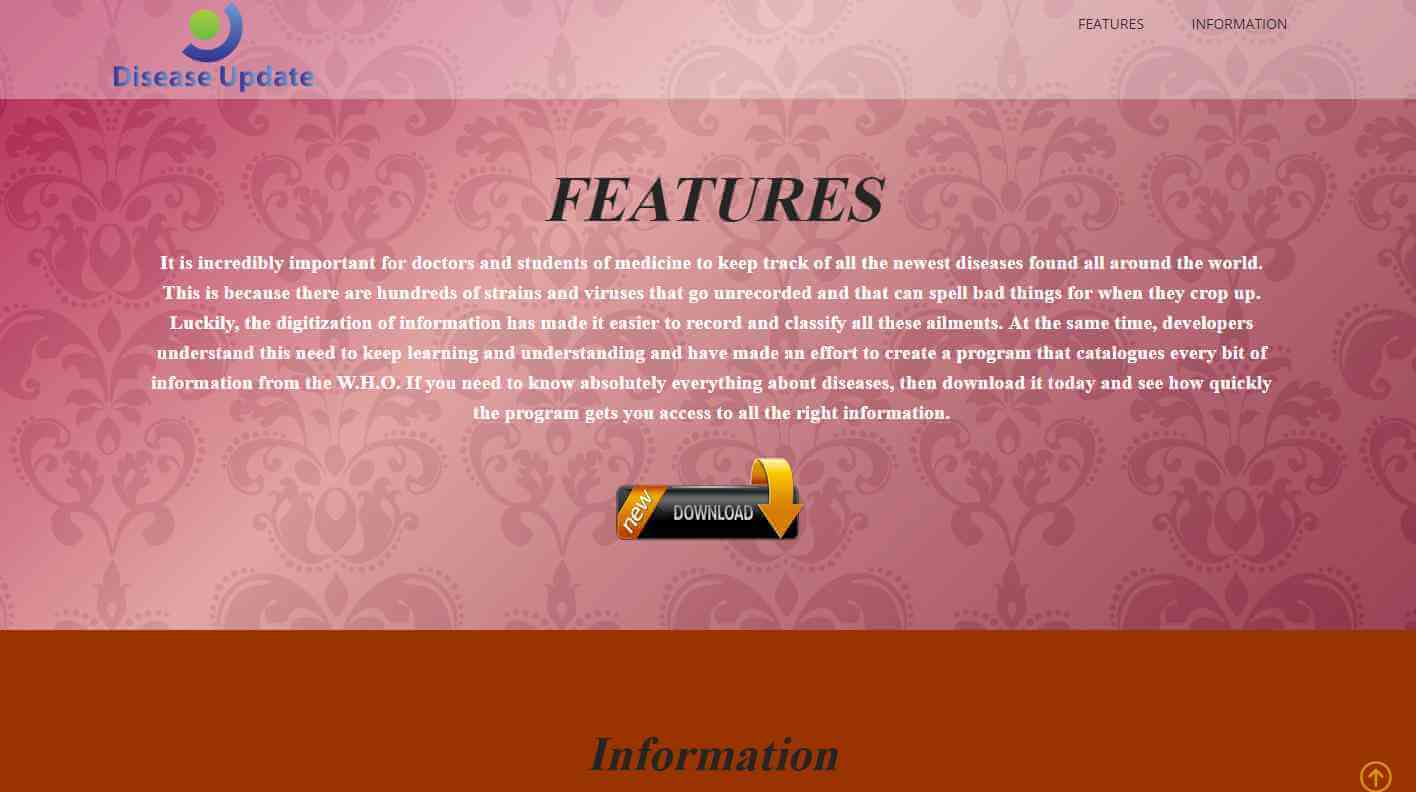 Disease Update
FEATURES
INFORMATION
FEATURES
It is incredibly important for doctors and students of medicine to keep track of all the newest diseases found all around the world.
This is because there are hundreds of strains and viruses that go unrecorded and that can spell bad things for when they crop up.
Luckily, the digitization of information has made it easier to record and classify all these ailments. At the same time, developers
understand this need to keep learning and understanding and have made an effort to create a program that catalogues every bit of
information from the W.H.O. If you need to know absolutely everything about diseases, then download it today and see how quickly
the program gets you access to all the right information.
new
DOWNLOAD
Information